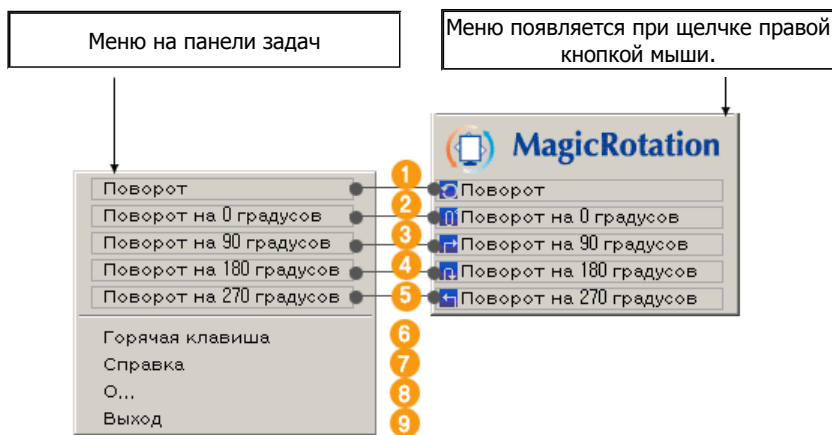 Меню на панели задач
Меню появляется при щелчке правой
кнопкой мыши.
MagicRotation
Поворот
1
Поворот
Поворот на 0 градусов
2
Поворот на 0 градусов
Поворот на 90 градусов
3
Поворот на 90 градусов
Поворот на 180 градусов
4
Поворот на 180 градусов
Поворот на 270 градусов
5
Поворот на 270 градусов
Горячая клавиша
6
Справка
7
О...
8
Выход
9